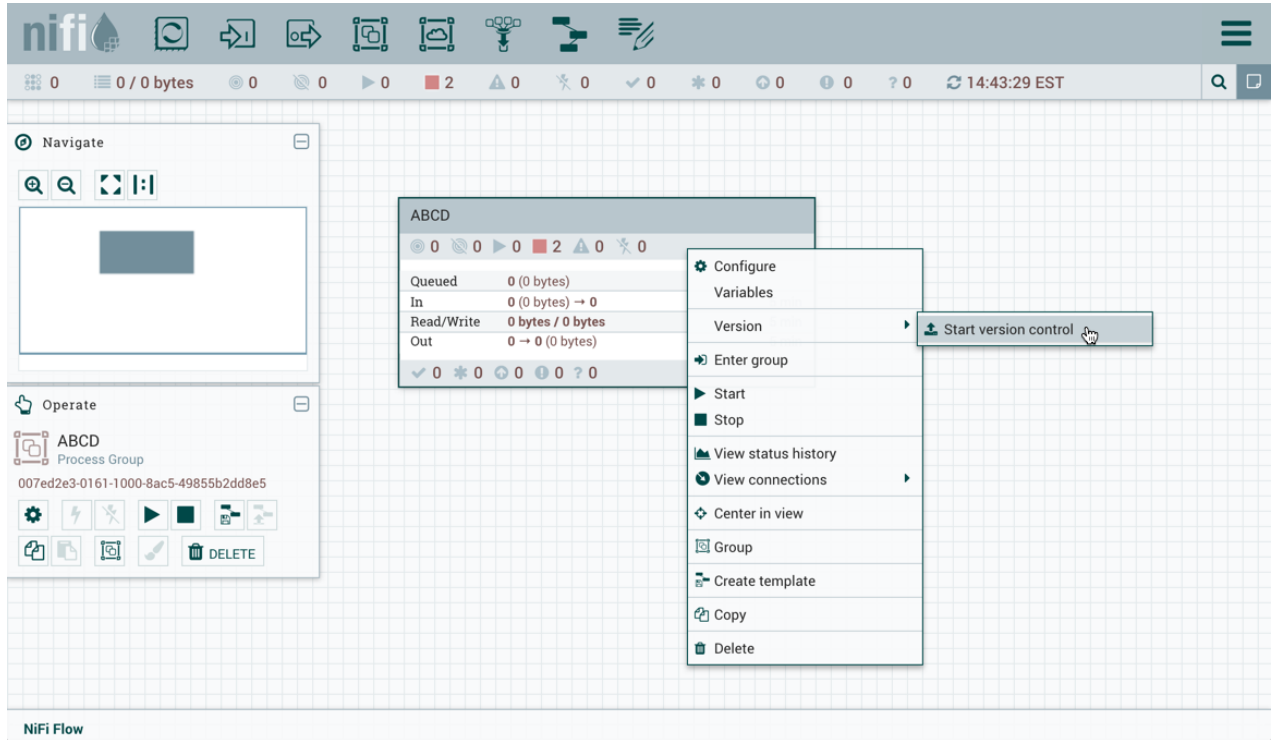 nifi
0 0 / 0 bytes 0 0 0 2 0 0 0 0 0 0 ? 0 14:43:29 EST
Navigate
ABCD
0 0 0 2 0 0
Queued 0 (0 bytes)
In 0 (0 bytes) → 0
Read/Write 0 bytes / 0 bytes
Out 0 → 0 (0 bytes)
0 0 0 0 ? 0
Configure
Variables
Version
Start version control
Enter group
Start
Stop
View status history
View connections
Center in view
Group
Create template
Copy
Delete
Operate
ABCD
Process Group
007ed2e3-0161-1000-8ac5-49855b2dd8e5
DELETE
NiFi Flow